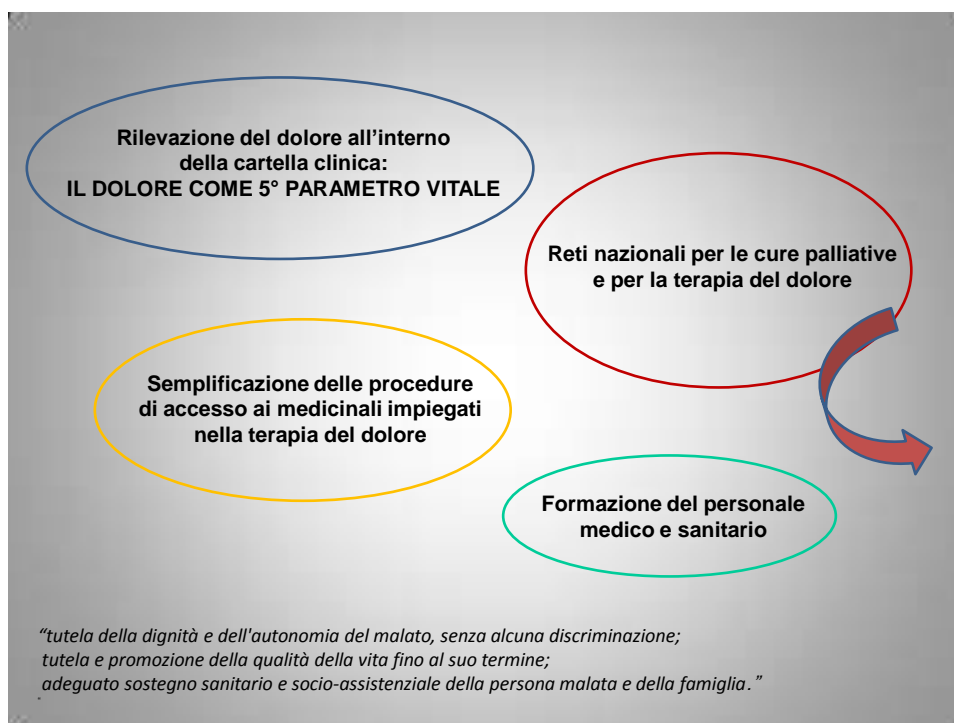 Rilevazione del dolore all’interno
della cartella clinica:
IL DOLORE COME 5° PARAMETRO VITALE
Reti nazionali per le cure palliative
e per la terapia del dolore
Semplificazione delle procedure
di accesso ai medicinali impiegati
nella terapia del dolore
Formazione del personale
medico e sanitario
“tutela della dignità e dell'autonomia del malato, senza alcuna discriminazione;
tutela e promozione della qualità della vita fino al suo termine;
adeguato sostegno sanitario e socio-assistenziale della persona malata e della famiglia.”